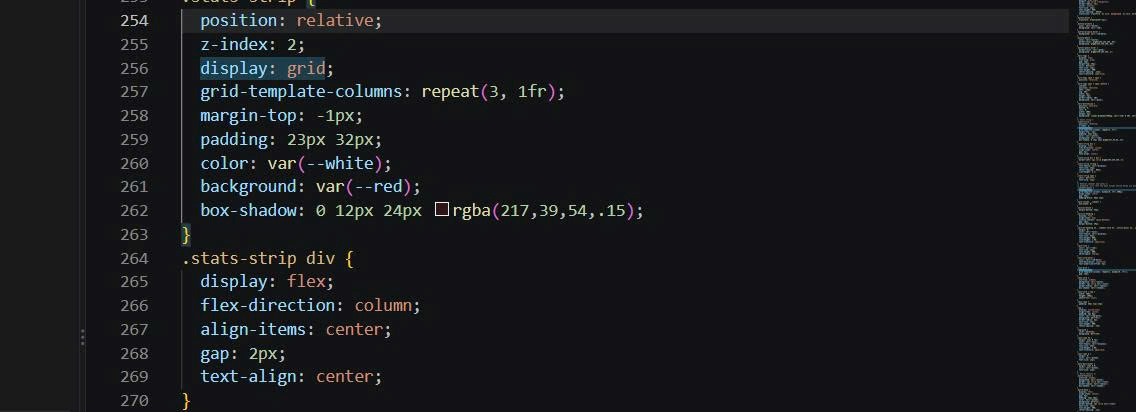 .stats-strip {
254 position: relative;
255 z-index: 2;
256 display: grid;
257 grid-template-columns: repeat(3, 1fr);
258 margin-top: -1px;
259 padding: 23px 32px;
260 color: var(--white);
261 background: var(--red);
262 box-shadow: 0 12px 24px rgba(217,39,54,.15);
263 }
264 .stats-strip div {
265 display: flex;
266 flex-direction: column;
267 align-items: center;
268 gap: 2px;
269 text-align: center;
270 }